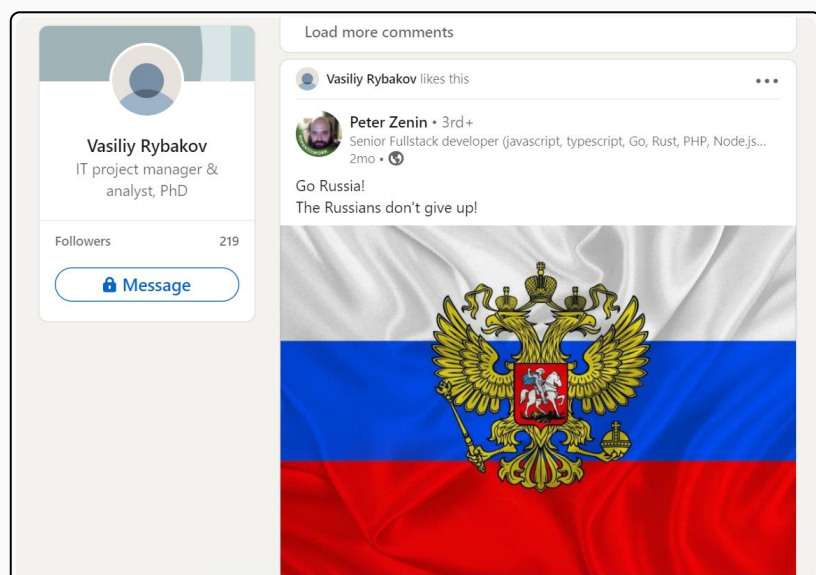 Load more comments
Vasiliy Rybakov
IT project manager &
analyst, PhD
Followers 219
Message
Vasiliy Rybakov likes this
Peter Zenin • 3rd+
Senior Fullstack developer (javascript, typescript, Go, Rust, PHP, Node.js...
2mo •
Go Russia!
The Russians don't give up!